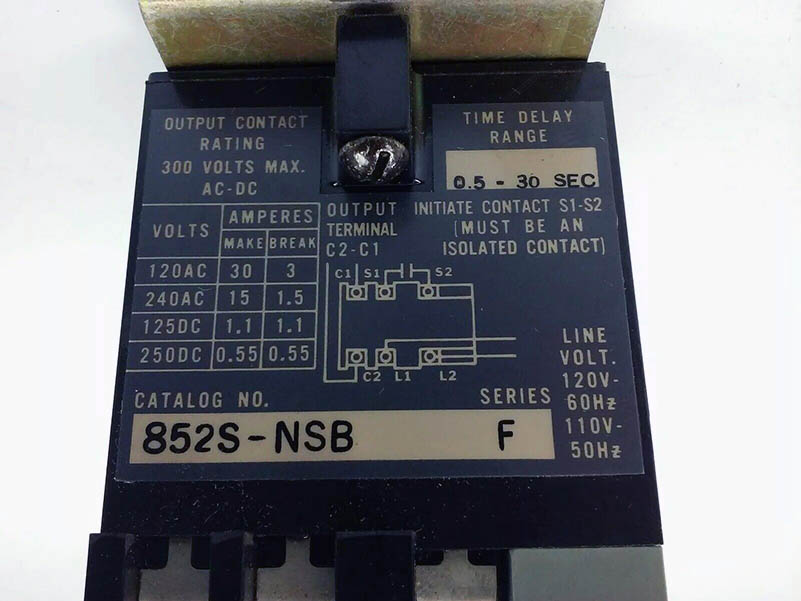 OUTPUT CONTACT
RATING
300 VOLTS MAX.
AC-DC
TIME DELAY
RANGE
0.5 - 30 SEC
VOLTS AMPERES
MAKE BREAK
120AC 30 3
240AC 15 1.5
125DC 1.1 1.1
250DC 0.55 0.55
OUTPUT
TERMINAL
C2-C1
INITIATE CONTACT S1-S2
(MUST BE AN
ISOLATED CONTACT)
C1 S1 S2
C2 L1 L2
LINE
VOLT.
120V-
60Hz
110V-
50Hz
CATALOG NO. SERIES
852S-NSB F